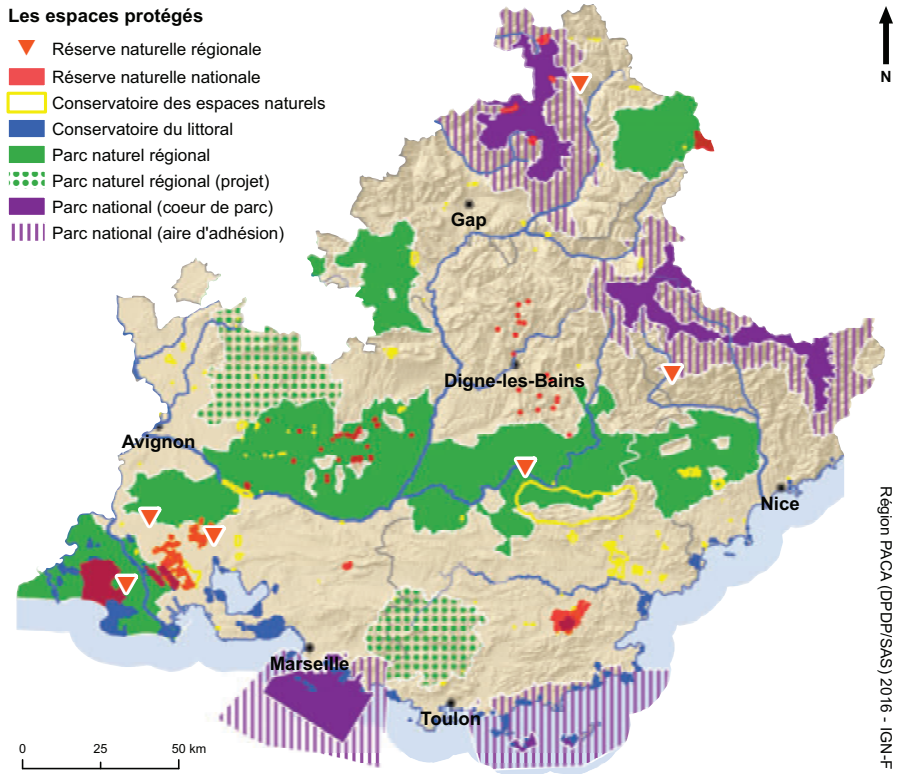 Les espaces protégés
Réserve naturelle régionale
Réserve naturelle nationale
Conservatoire des espaces naturels
Conservatoire du littoral
Parc naturel régional
Parc naturel régional (projet)
Parc national (coeur de parc)
Parc national (aire d'adhésion)
N
Gap
Digne-les-Bains
Avignon
Nice
Marseille
Toulon
0 25 50 km
Région PACA (DPDP/SAS) 2016 - IGN-F